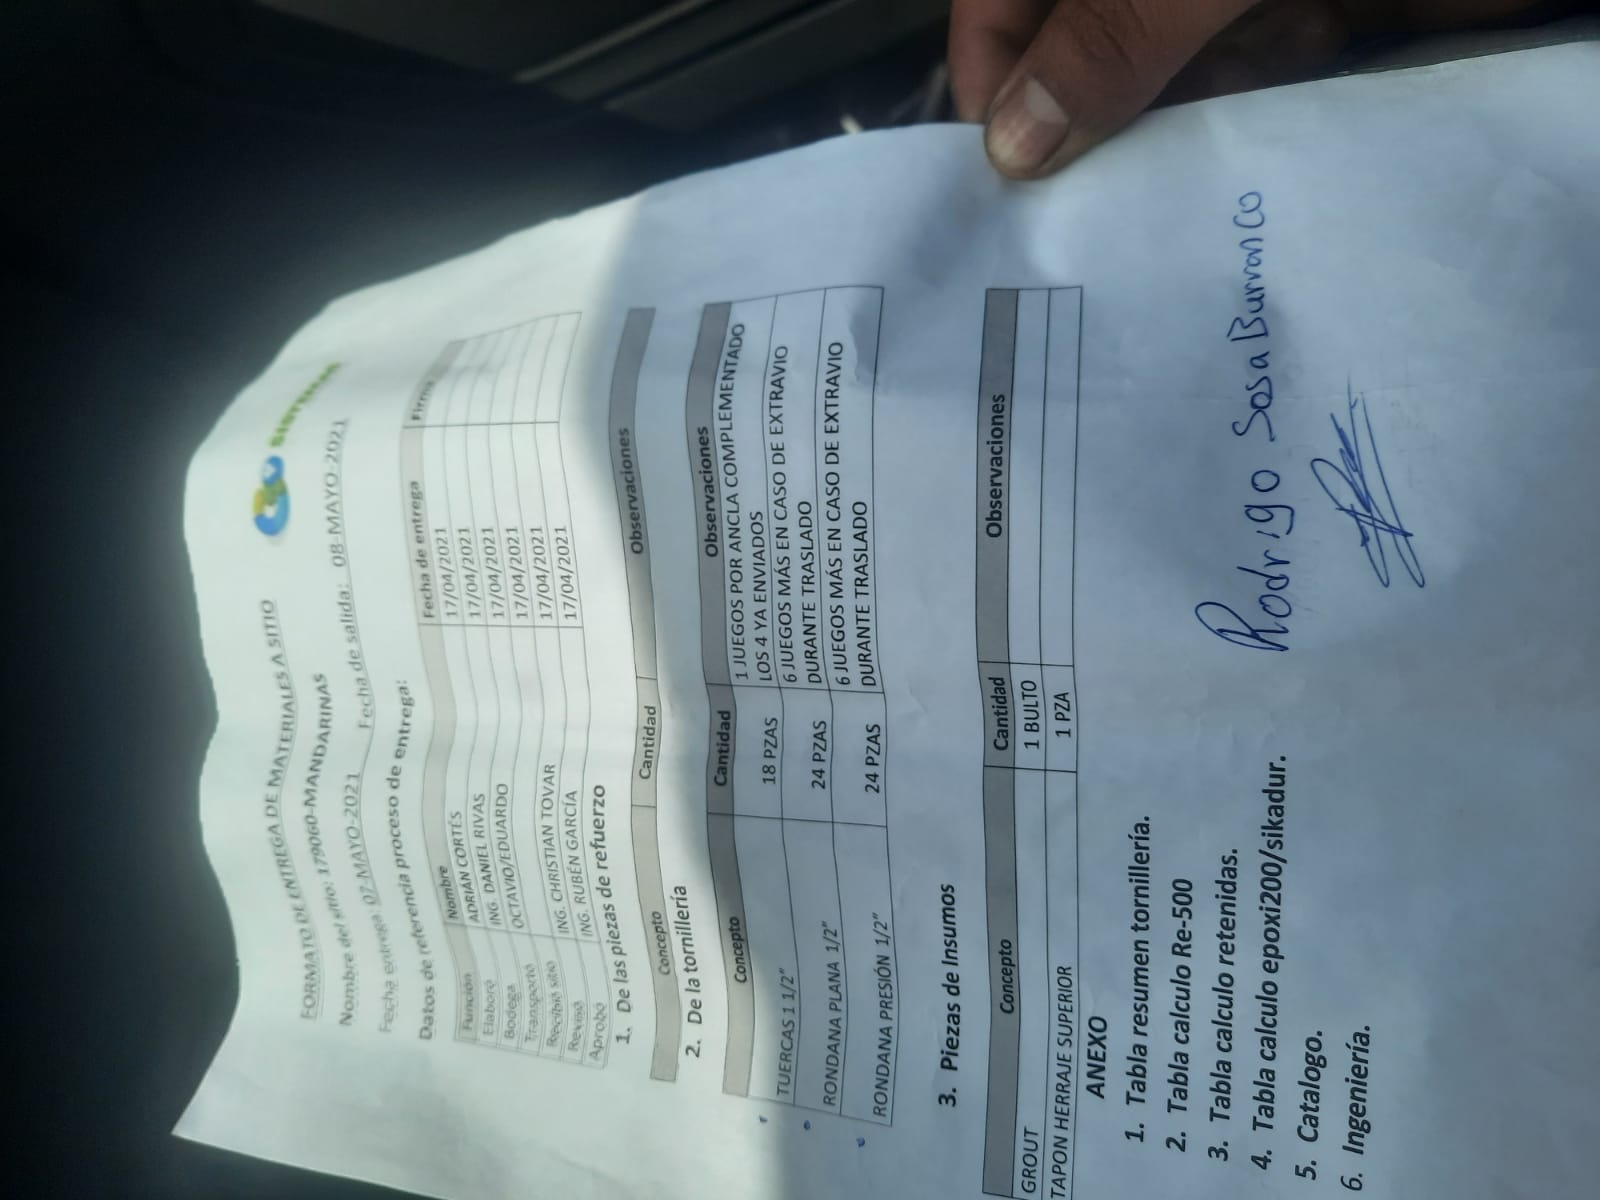 FORMATO DE ENTREGA DE MATERIALES A SITIO
Nombre del sitio: 179060-MANDARINAS
Fecha entrega: 07-MAYO-2021 Fecha de salida: 08-MAYO-2021
Datos de referencia proceso de entrega:
Función Nombre Fecha de entrega Firma
Elaboró ADRIÁN CORTÉS 17/04/2021
Bodega ING. DANIEL RIVAS 17/04/2021
Transporte OCTAVIO/EDUARDO 17/04/2021
Recibió sitio 17/04/2021
Revisó ING. CHRISTIAN TOVAR 17/04/2021
Aprobó ING. RUBÉN GARCÍA 17/04/2021
1. De las piezas de refuerzo
Concepto Cantidad Observaciones
2. De la tornillería
Concepto Cantidad Observaciones
TUERCAS 1 1/2" 18 PZAS 1 JUEGOS POR ANCLA COMPLEMENTADO
LOS 4 YA ENVIADOS
RONDANA PLANA 1/2" 24 PZAS 6 JUEGOS MÁS EN CASO DE EXTRAVIO
DURANTE TRASLADO
RONDANA PRESIÓN 1/2" 24 PZAS 6 JUEGOS MÁS EN CASO DE EXTRAVIO
DURANTE TRASLADO
3. Piezas de Insumos
Concepto Cantidad Observaciones
GROUT 1 BULTO
TAPON HERRAJE SUPERIOR 1 PZA
ANEXO
1. Tabla resumen tornillería.
2. Tabla calculo Re-500
3. Tabla calculo retenidas.
4. Tabla calculo epoxi200/sikadur.
5. Catalogo.
6. Ingeniería.
Rodrigo Sosa Burranco